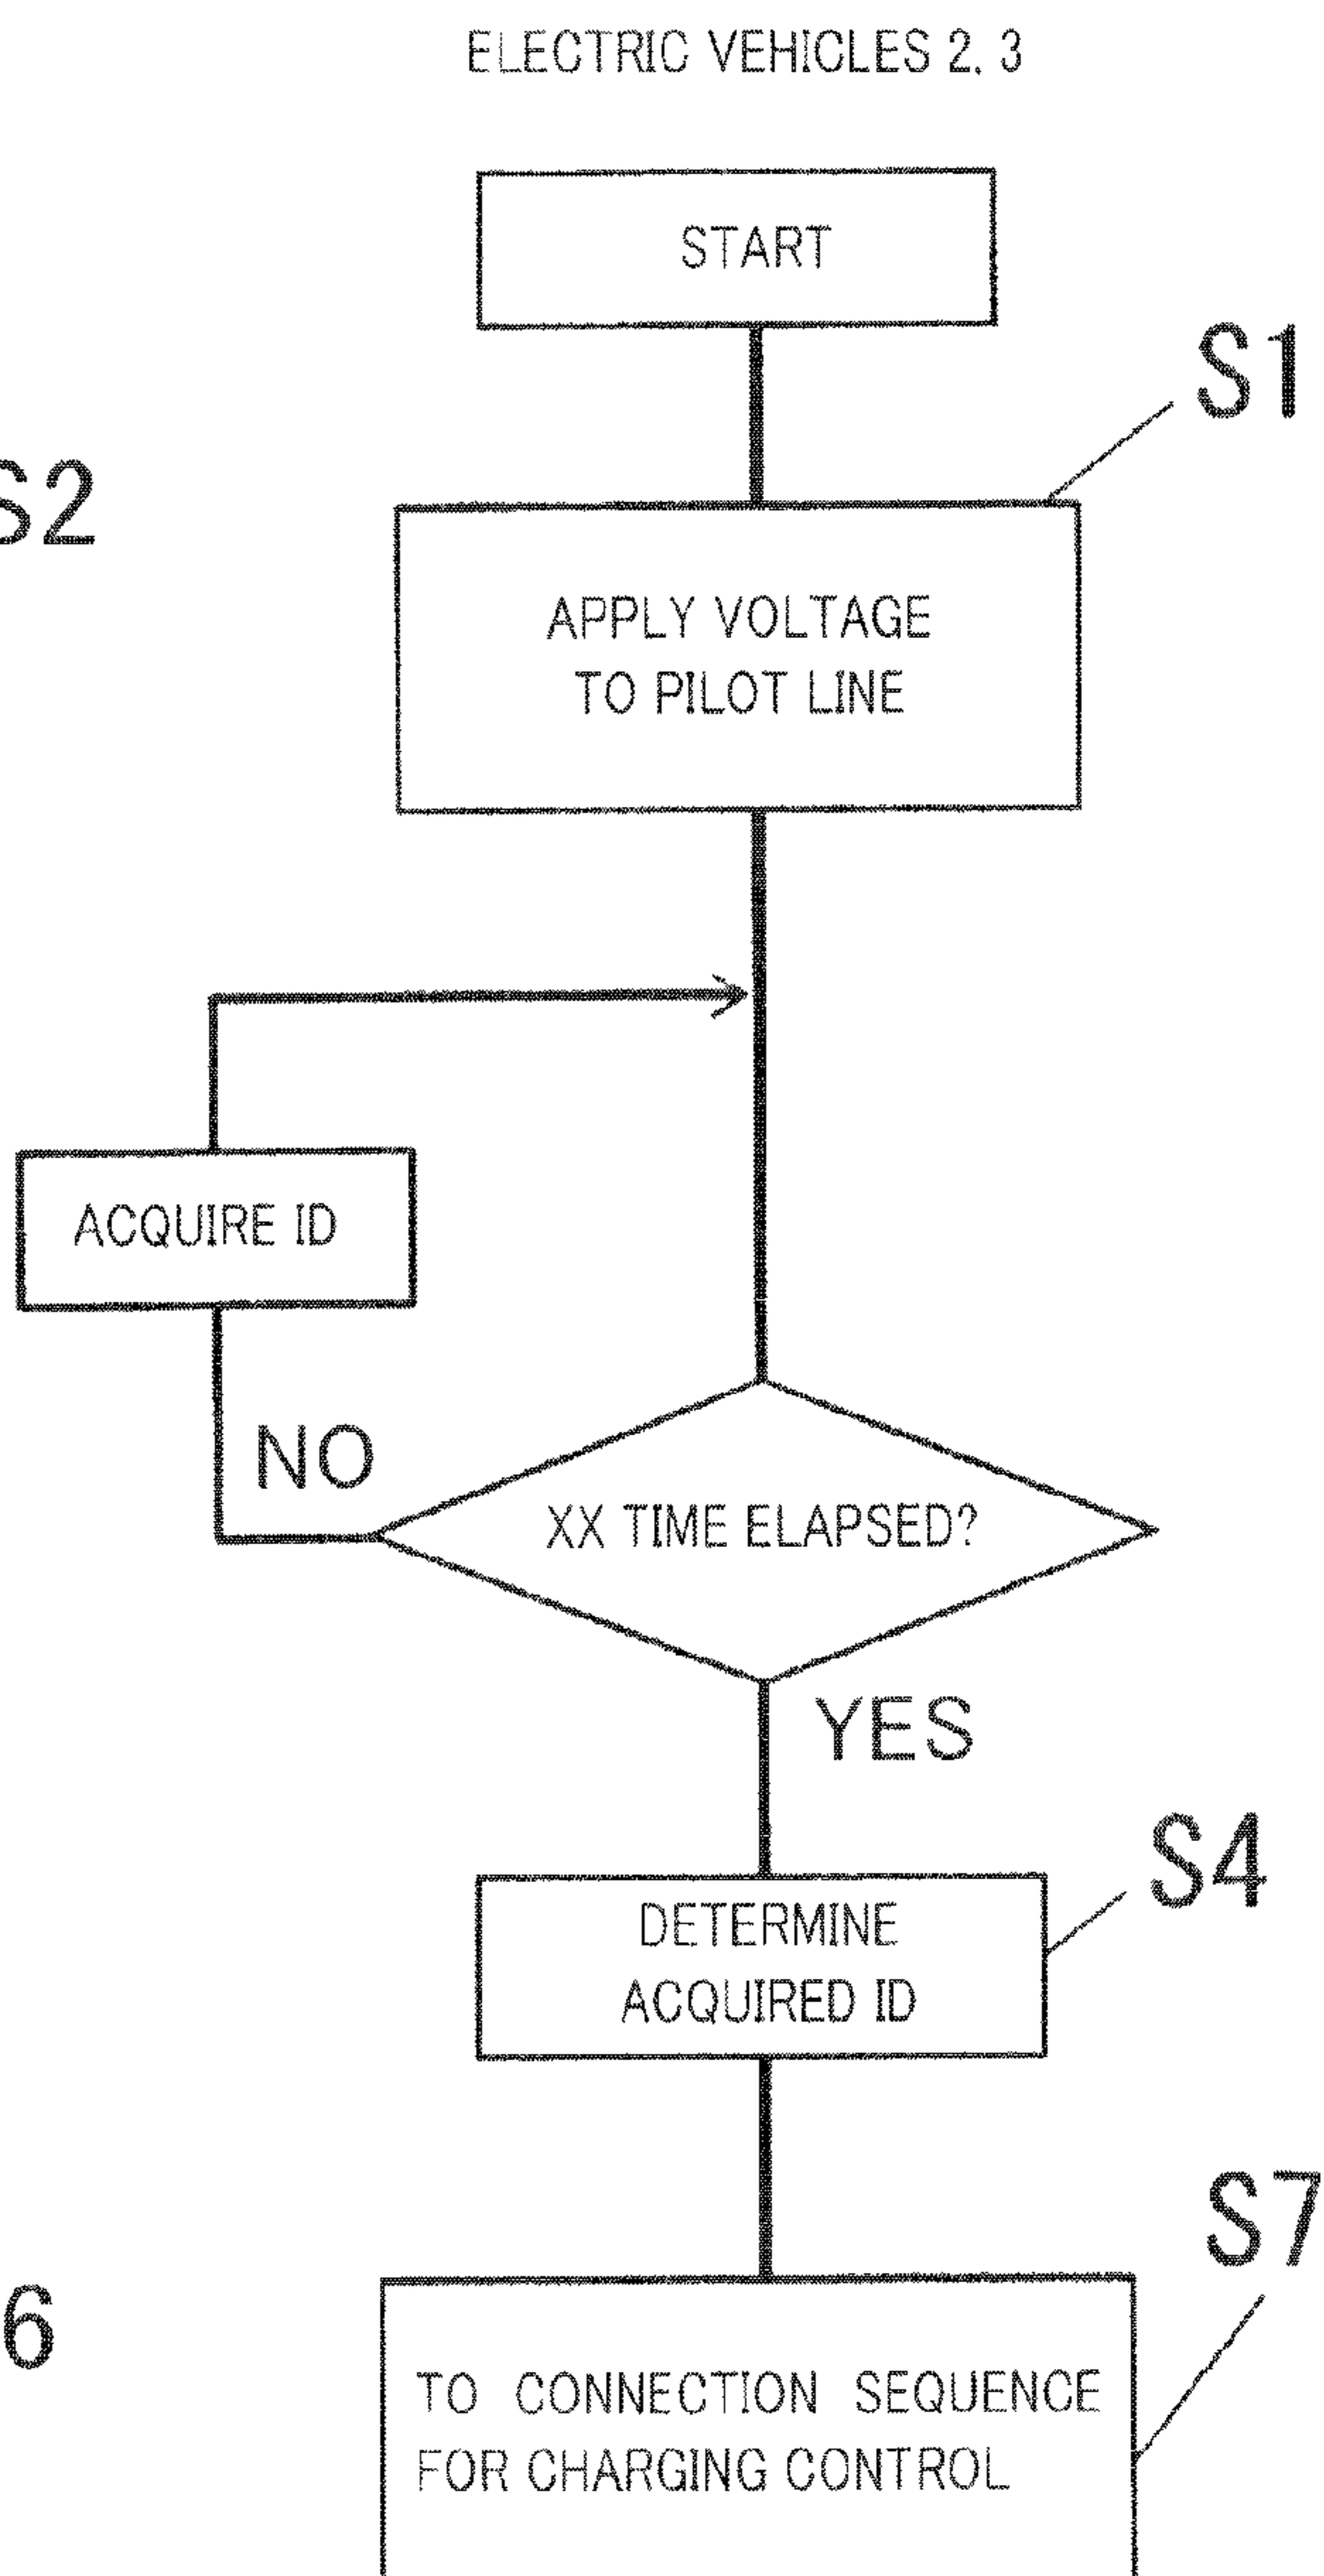 ELECTRIC VEHICLES 2, 3
START
S1
S2
APPLY VOLTAGE
TO PILOT LINE
ACQUIRE ID
NO
XX TIME ELAPSED?
YES
S4
DETERMINE
ACQUIRED ID
S7
6
TO CONNECTION SEQUENCE
FOR CHARGING CONTROL